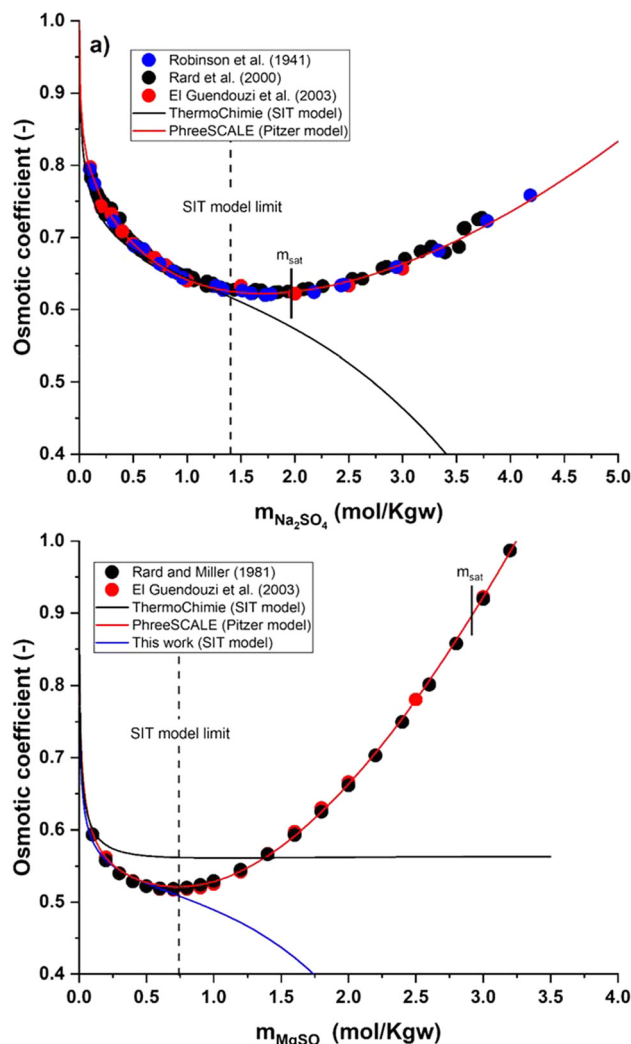 a)
Robinson et al. (1941)
Rard et al. (2000)
El Guendouzi et al. (2003)
ThermoChimie (SIT model)
PhreeSCALE (Pitzer model)
SIT model limit
m_sat
Osmotic coefficient (-)
1.0
0.9
0.8
0.7
0.6
0.5
0.4
0.0 0.5 1.0 1.5 2.0 2.5 3.0 3.5 4.0 4.5 5.0
m_Na₂SO₄ (mol/Kgw)
Rard and Miller (1981)
El Guendouzi et al. (2003)
ThermoChimie (SIT model)
PhreeSCALE (Pitzer model)
This work (SIT model)
SIT model limit
m_sat
Osmotic coefficient (-)
1.0
0.9
0.8
0.7
0.6
0.5
0.4
0.0 0.5 1.0 1.5 2.0 2.5 3.0 3.5 4.0
m_MgSO (mol/Kgw)